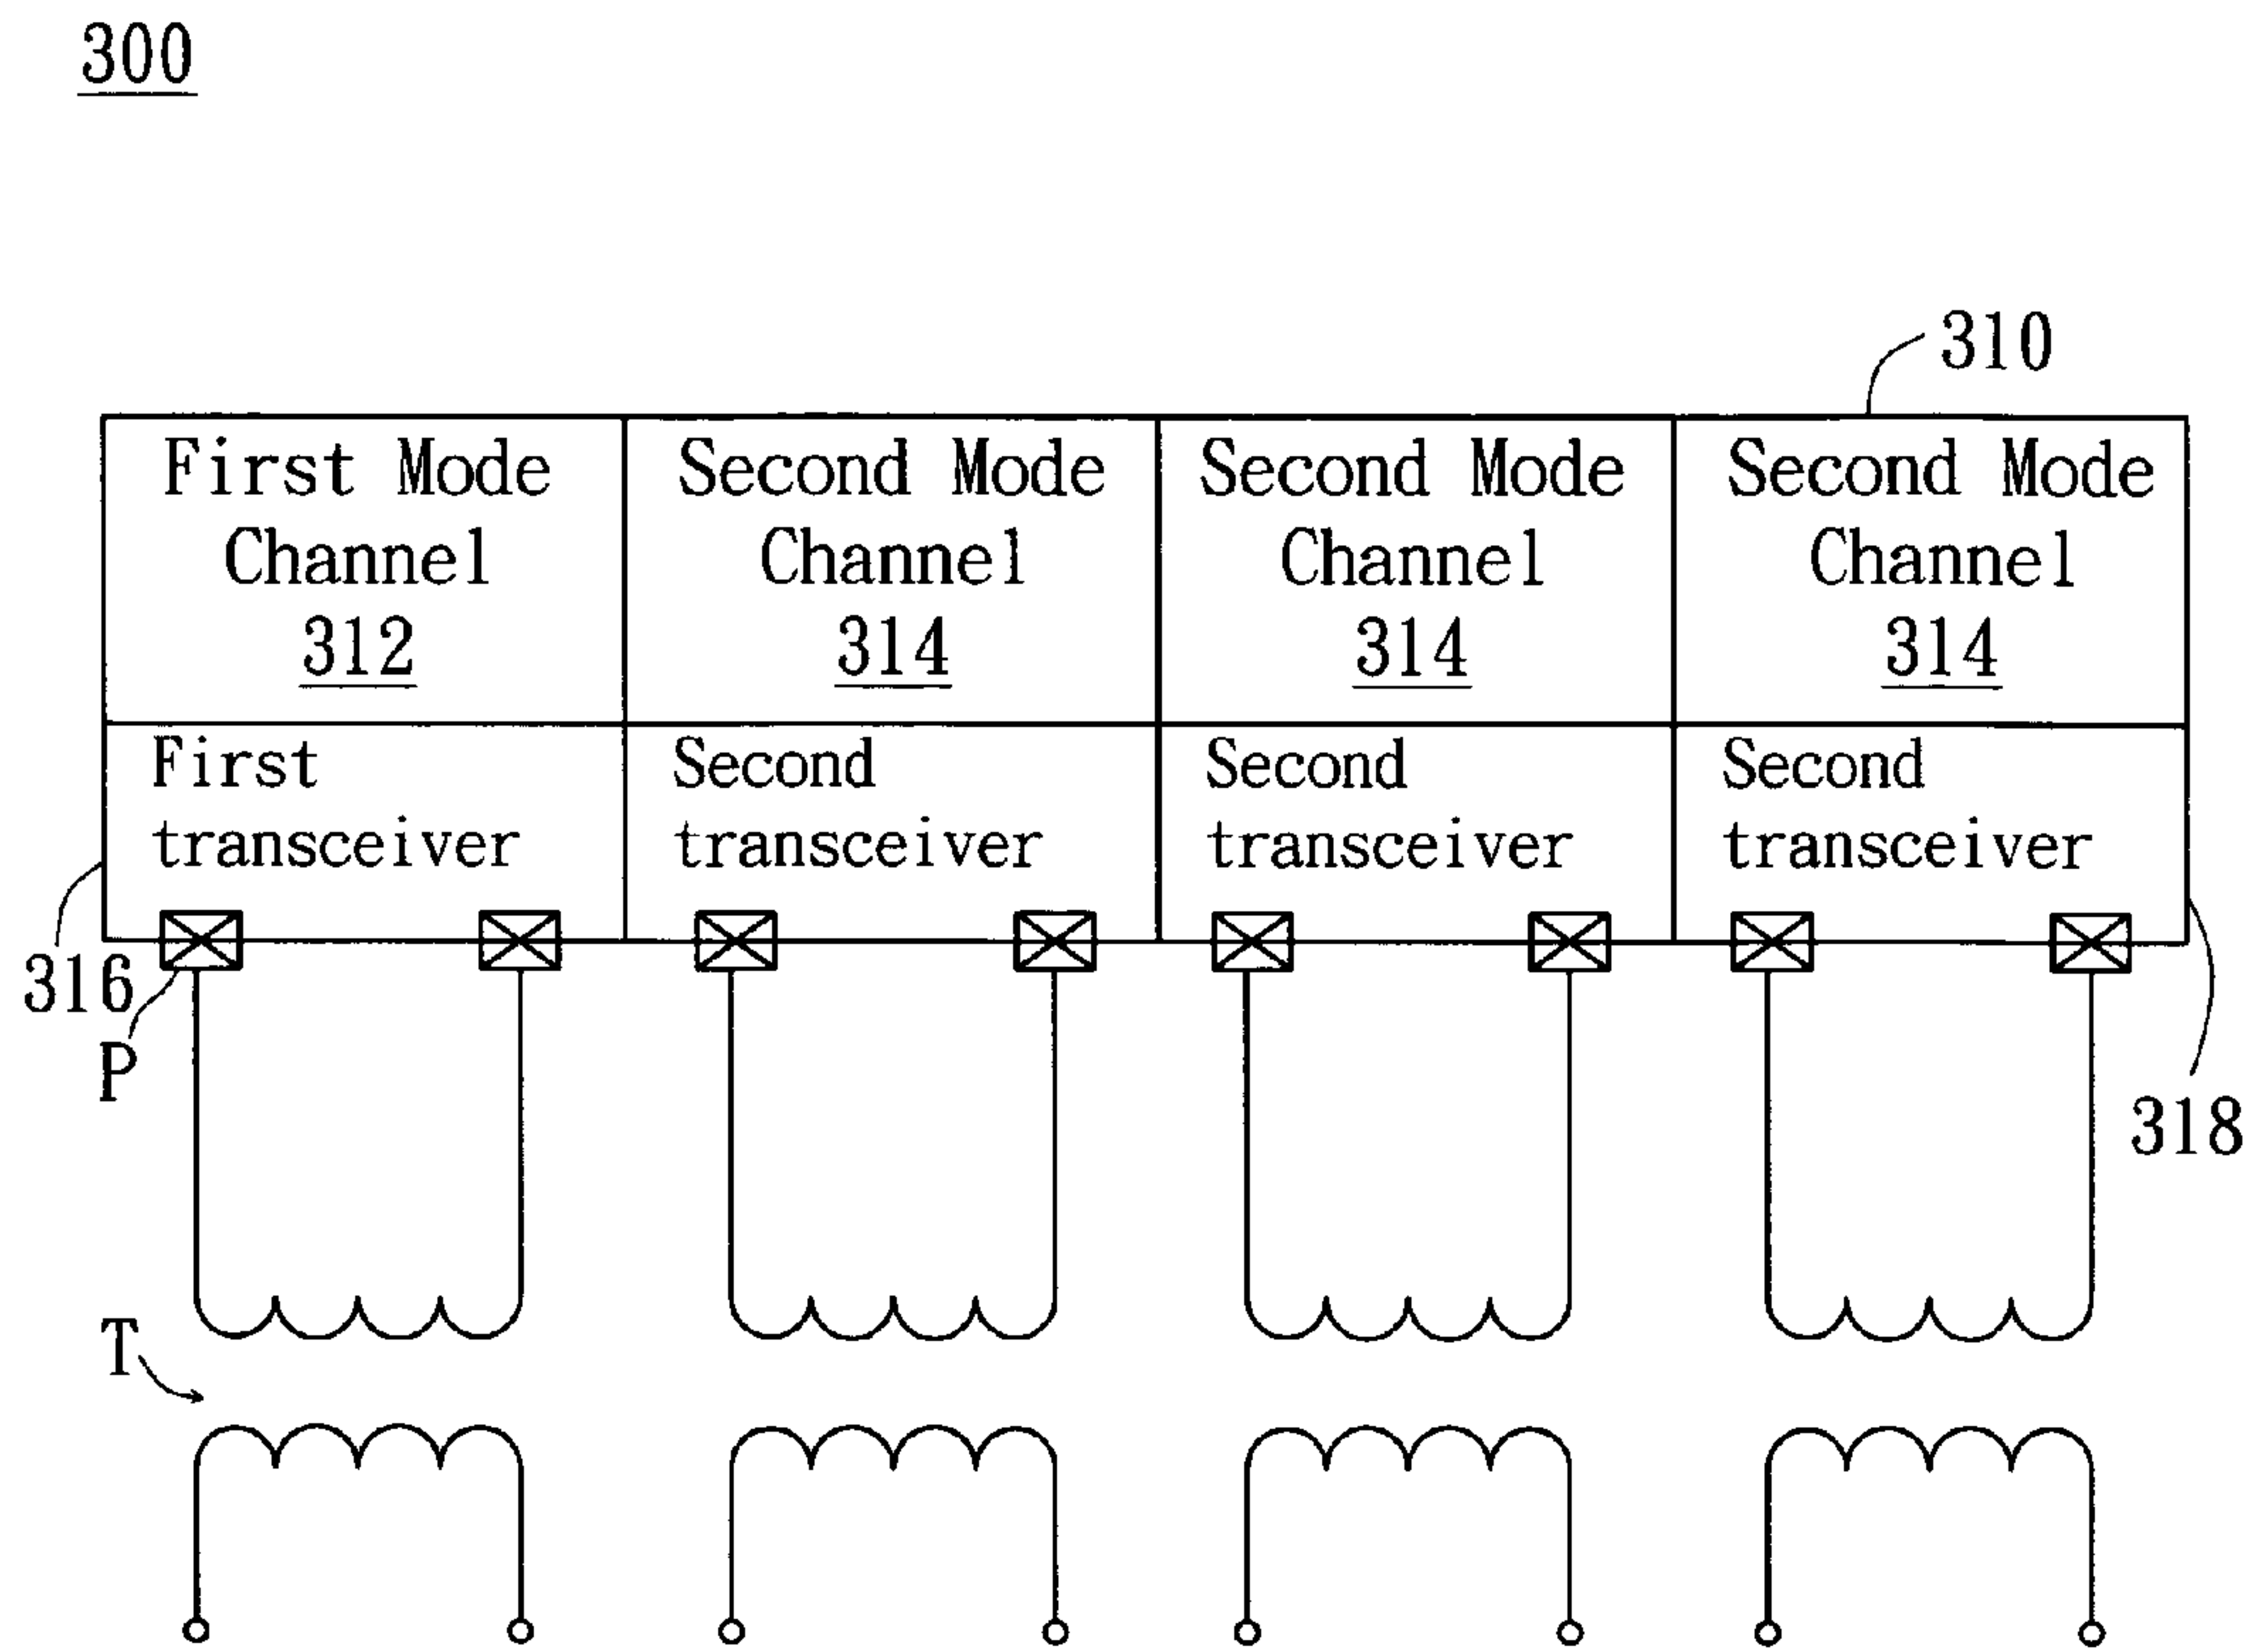 300
310
First Mode
Channel
312
Second Mode
Channel
314
Second Mode
Channel
314
Second Mode
Channel
314
First
transceiver
Second
transceiver
Second
transceiver
Second
transceiver
316
P
318
T